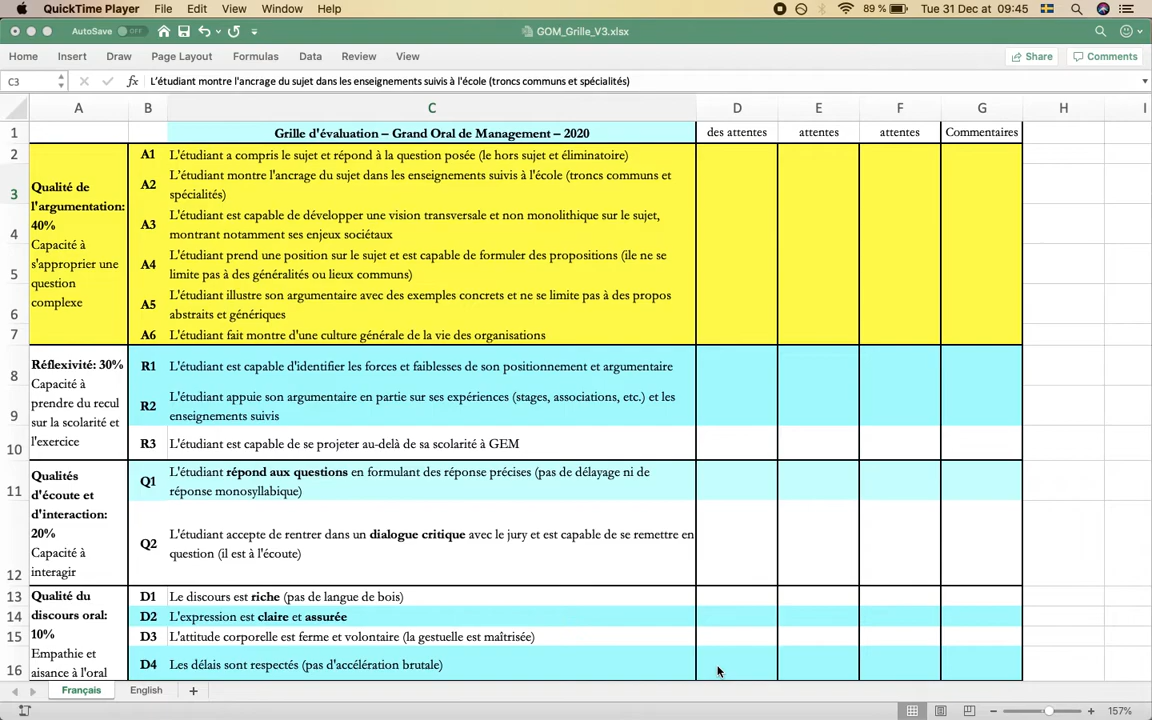 QuickTime Player File Edit View Window Help 89 % Tue 31 Dec at 09:45
AutoSave OFF GOM_Grille_V3.xlsx
Home Insert Draw Page Layout Formulas Data Review View Share Comments
C3 fx L'étudiant montre l'ancrage du sujet dans les enseignements suivis à l'école (troncs communs et spécialités)
A B C D E F G H I
1 Grille d'évaluation – Grand Oral de Management – 2020 des attentes attentes attentes Commentaires
2 A1 L'étudiant a compris le sujet et répond à la question posée (le hors sujet et éliminatoire)
3 A2 L'étudiant montre l'ancrage du sujet dans les enseignements suivis à l'école (troncs communs et
spécialités)
4 A3 L'étudiant est capable de développer une vision transversale et non monolithique sur le sujet,
montrant notamment ses enjeux sociétaux
5 A4 L'étudiant prend une position sur le sujet et est capable de formuler des propositions (île ne se
limite pas à des généralités ou lieux communs)
6 A5 L'étudiant illustre son argumentaire avec des exemples concrets et ne se limite pas à des propos
abstraits et génériques
7 A6 L'étudiant fait montre d'une culture générale de la vie des organisations
Qualité de
l'argumentation:
40%
Capacité à
s'approprier une
question
complexe
8 R1 L'étudiant est capable d'identifier les forces et faiblesses de son positionnement et argumentaire
9 R2 L'étudiant appuie son argumentaire en partie sur ses expériences (stages, associations, etc.) et les
enseignements suivis
10 R3 L'étudiant est capable de se projeter au-delà de sa scolarité à GEM
Réflexivité: 30%
Capacité à
prendre du recul
sur la scolarité et
l'exercice
11 Q1 L'étudiant répond aux questions en formulant des réponse précises (pas de délayage ni de
réponse monosyllabique)
12 Q2 L'étudiant accepte de rentrer dans un dialogue critique avec le jury et est capable de se remettre en
question (il est à l'écoute)
Qualités
d'écoute et
d'interaction:
20%
Capacité à
interagir
13 D1 Le discours est riche (pas de langue de bois)
14 D2 L'expression est claire et assurée
15 D3 L'attitude corporelle est ferme et volontaire (la gestuelle est maîtrisée)
16 D4 Les délais sont respectés (pas d'accélération brutale)
Qualité du
discours oral:
10%
Empathie et
aisance à l'oral
Français English +
157%